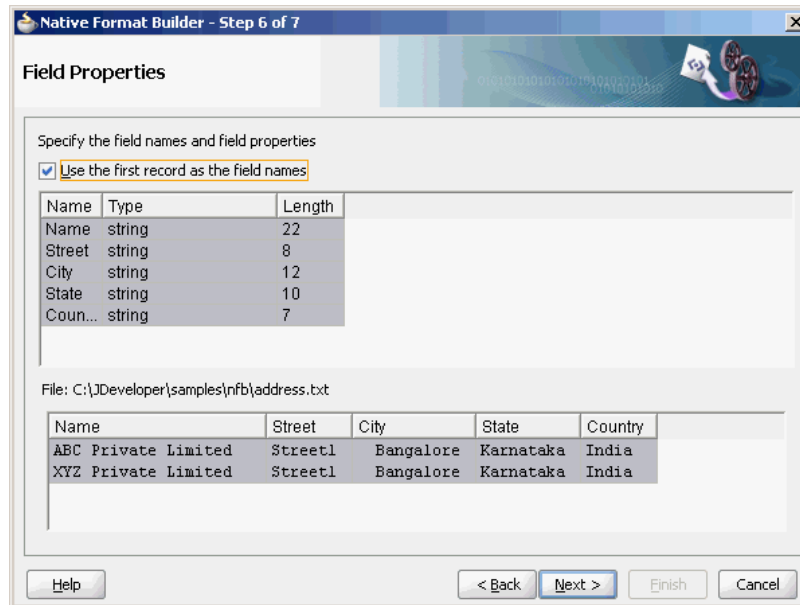 Native Format Builder - Step 6 of 7
Field Properties
Specify the field names and field properties
Use the first record as the field names
Name Type Length
Name string 22
Street string 8
City string 12
State string 10
Coun... string 7
File: C:\JDeveloper\samples\nfb\address.txt
Name Street City State Country
ABC Private Limited Street1 Bangalore Karnataka India
XYZ Private Limited Street1 Bangalore Karnataka India
Help < Back Next > Finish Cancel